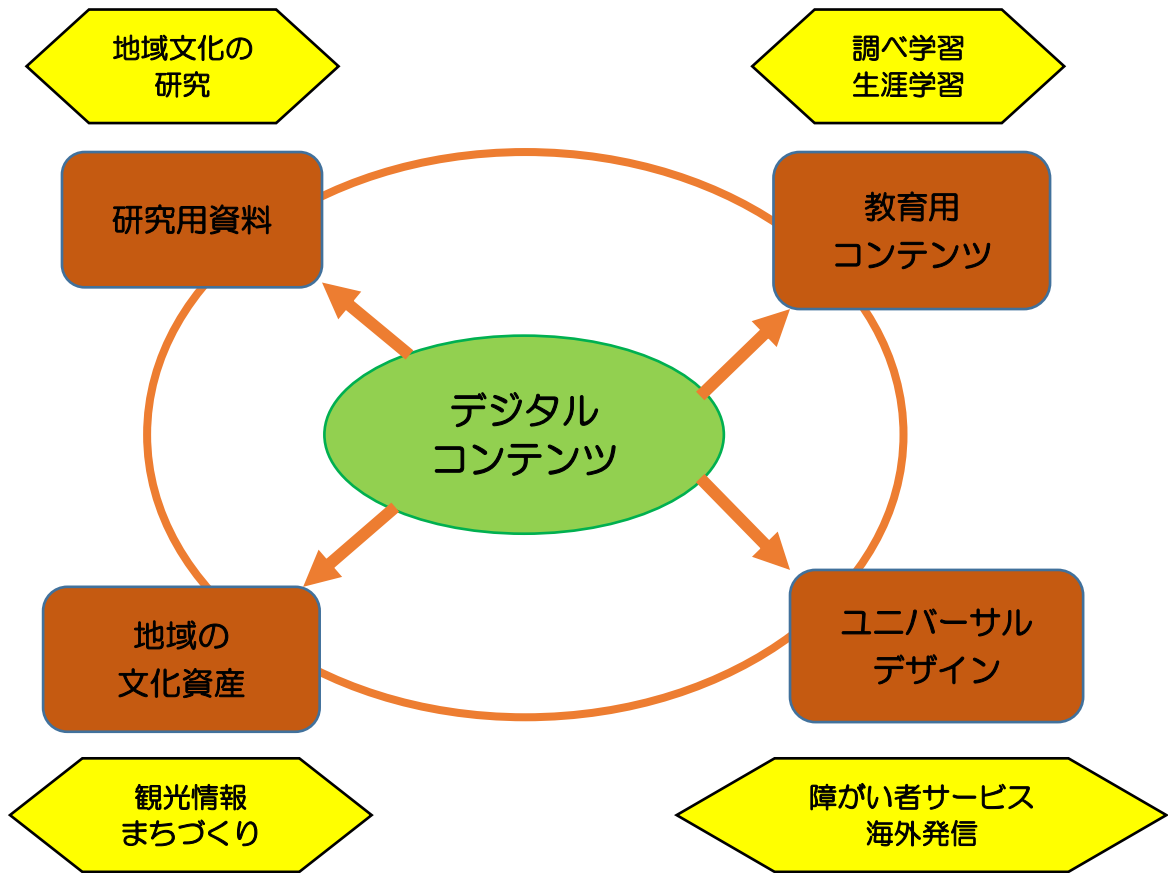 地域文化の
研究
調べ学習
生涯学習
研究用資料
教育用
コンテンツ
デジタル
コンテンツ
地域の
文化資産
ユニバーサル
デザイン
観光情報
まちづくり
障がい者サービス
海外発信